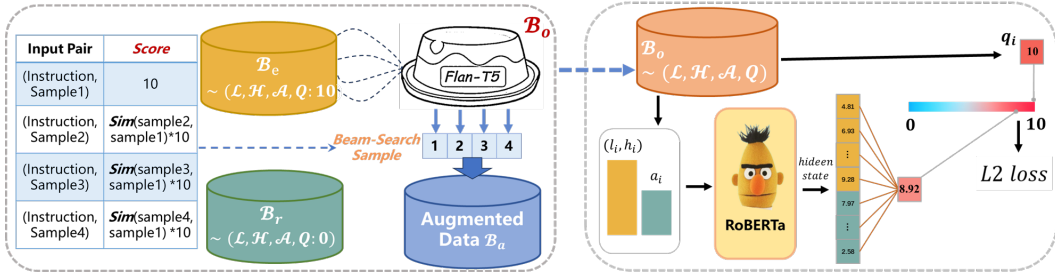 Input Pair Score
(Instruction, Sample1) 10
(Instruction, Sample2) Sim(sample2, sample1)*10
(Instruction, Sample3) Sim(sample3, sample1) *10
(Instruction, Sample4) Sim(sample4, sample1) *10
ℬe
~ (ℒ, ℋ, 𝒜, 𝒬: 10)
ℬr
~ (ℒ, ℋ, 𝒜, 𝒬: 0)
ℬo
Flan-T5
Beam-Search
Sample
1 2 3 4
Augmented
Data ℬa
ℬo
~ (ℒ, ℋ, 𝒜, 𝒬)
(li, hi)
ai
RoBERTa
hideen
state
4.81
6.93
⋮
9.28
7.97
⋮
2.58
8.92
qi
10
0 10
L2 loss